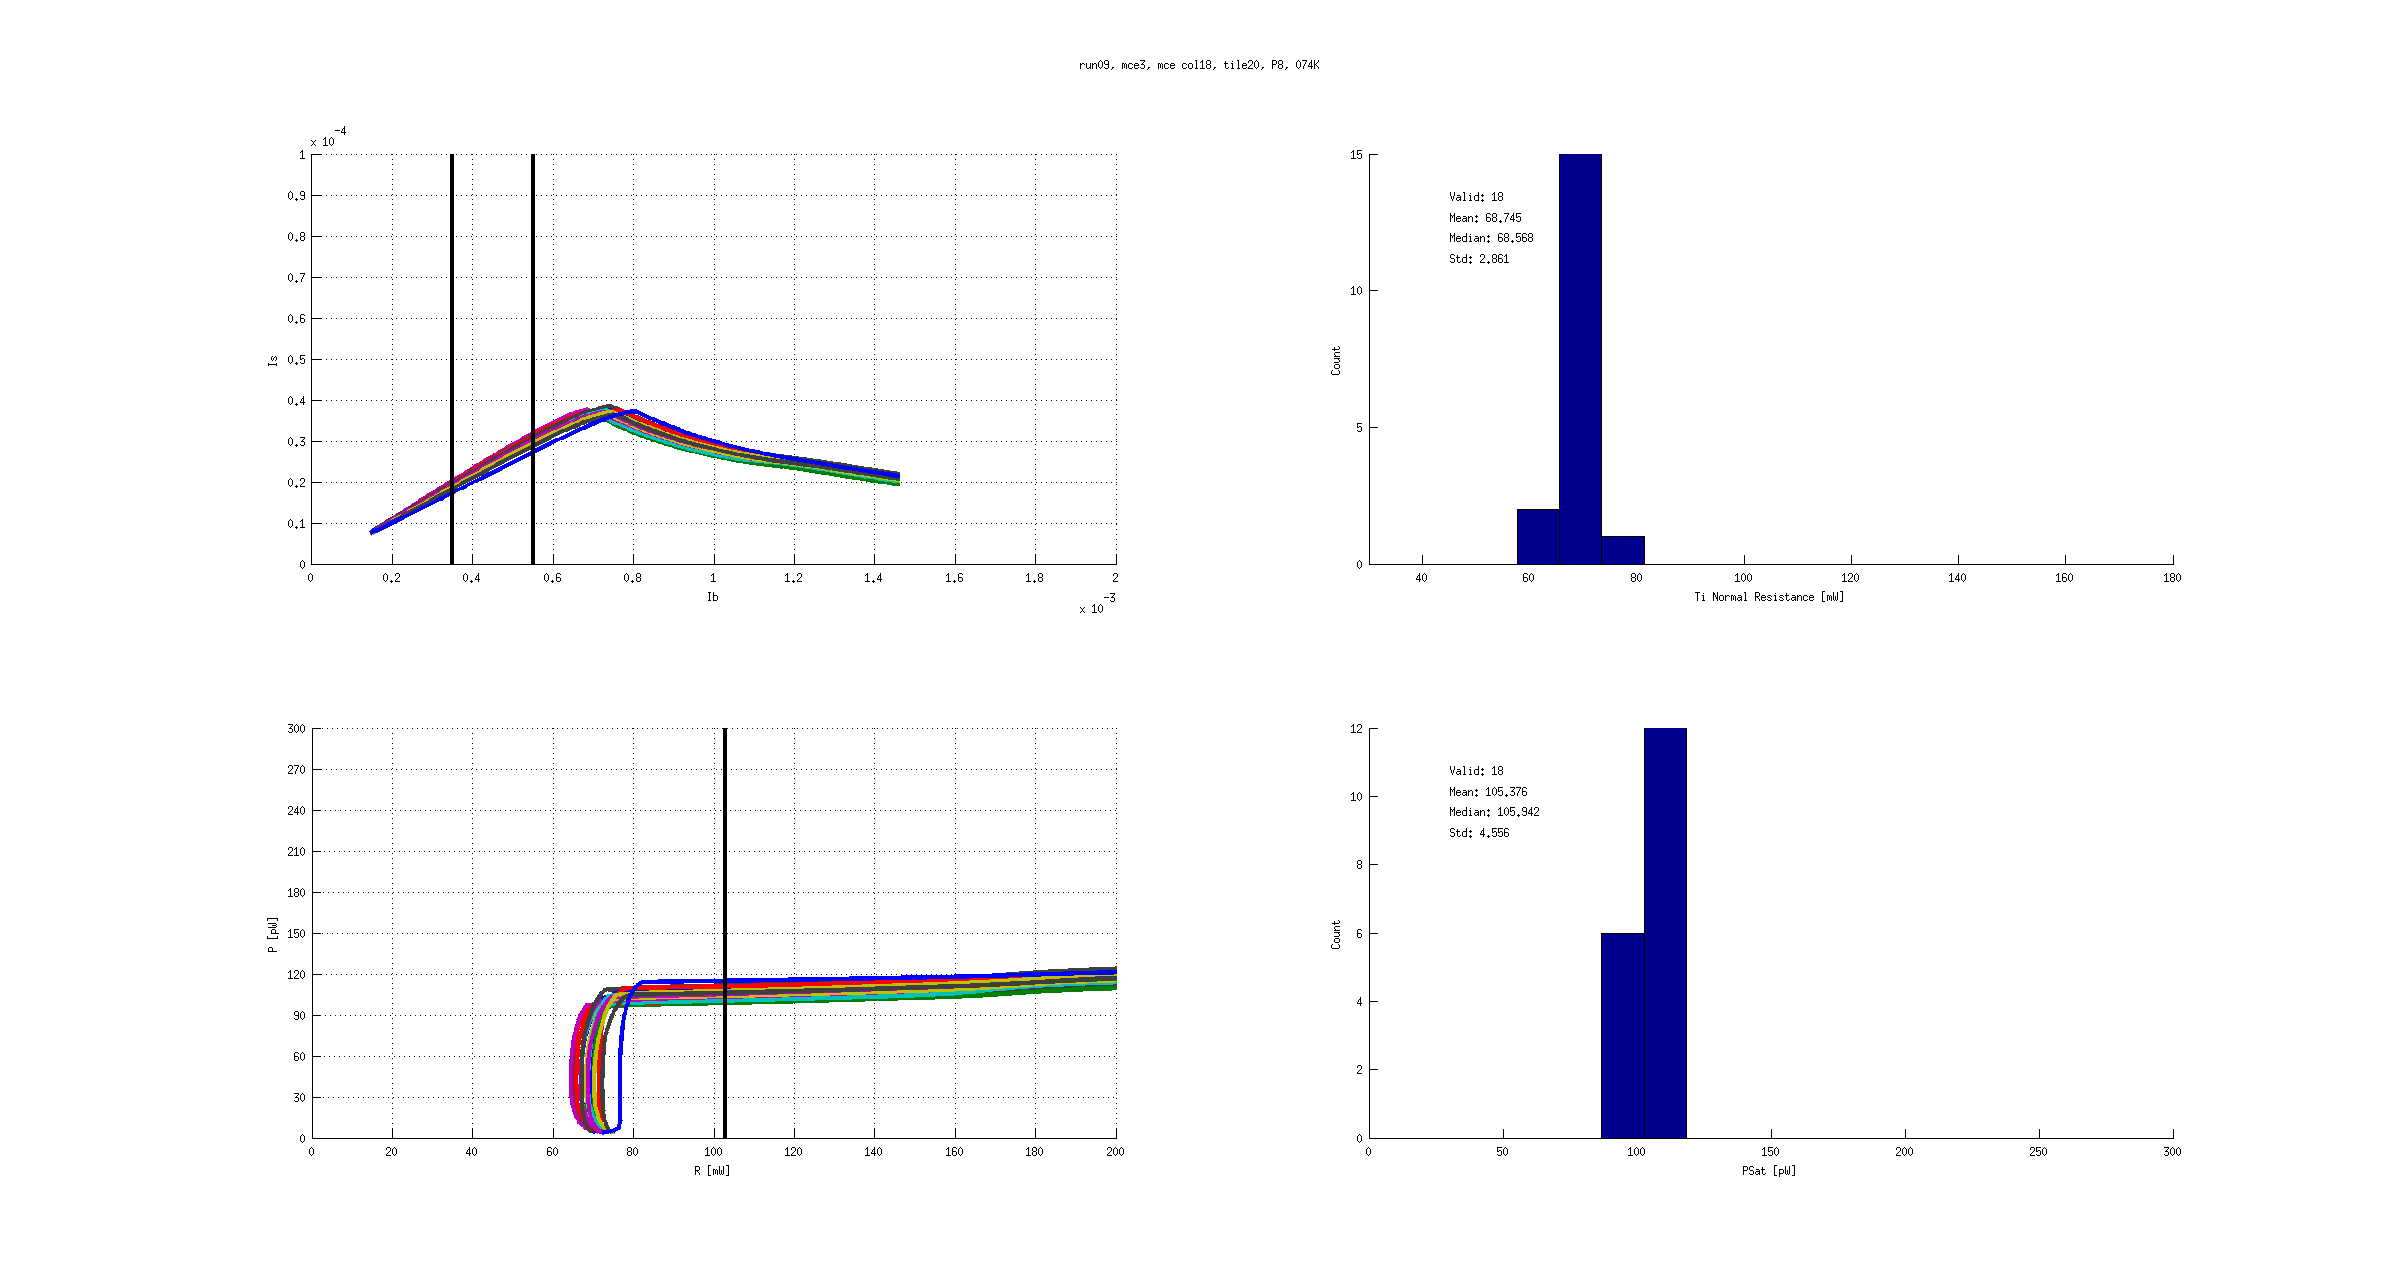 run09, mce3, mce col18, tile20, P8, 074K
x 10
-4
1
0.9
0.8
0.7
0.6
0.5
0.4
0.3
0.2
0.1
0
Is
0 0.2 0.4 0.6 0.8 1 1.2 1.4 1.6 1.8 2
Ib
x 10
-3
15
10
5
0
Count
Valid: 18
Mean: 68.745
Median: 68.568
Std: 2.861
40 60 80 100 120 140 160 180
Ti Normal Resistance [mW]
300
270
240
210
180
150
120
90
60
30
0
P [pW]
0 20 40 60 80 100 120 140 160 180 200
R [mW]
12
10
8
6
4
2
0
Count
Valid: 18
Mean: 105.376
Median: 105.942
Std: 4.556
0 50 100 150 200 250 300
PSat [pW]